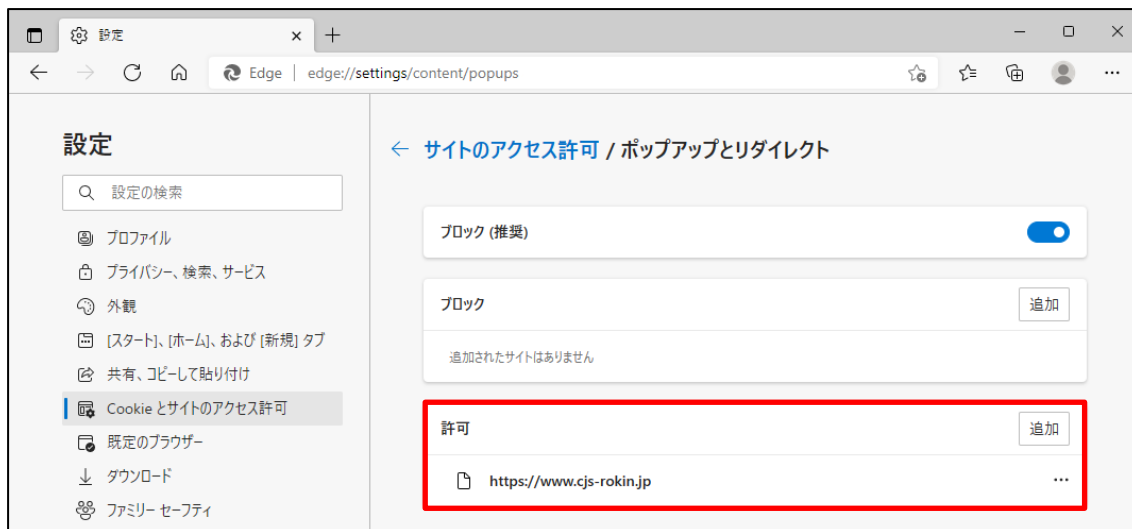 設定
Edge | edge://settings/content/popups
設定
設定の検索
プロファイル
プライバシー、検索、サービス
外観
[スタート]、[ホーム]、および [新規] タブ
共有、コピーして貼り付け
Cookie とサイトのアクセス許可
既定のブラウザー
ダウンロード
ファミリー セーフティ
サイトのアクセス許可 / ポップアップとリダイレクト
ブロック (推奨)
ブロック
追加
追加されたサイトはありません
許可
追加
https://www.cjs-rokin.jp